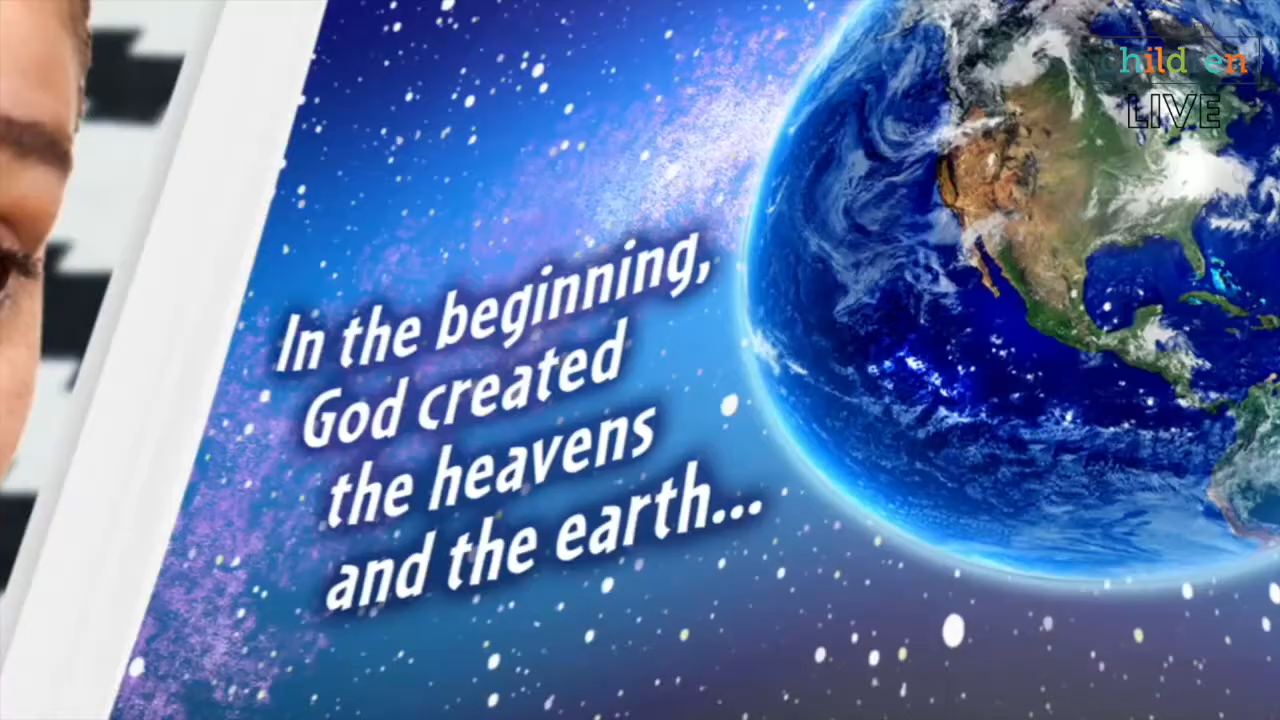 In the beginning,
God created
the heavens
and the earth...
LIVE